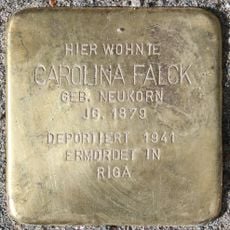 HIER WOHNTE
CAROLINA FALCK
GEB. NEUKORN
JG. 1879
DEPORTIERT 1941
ERMORDET IN
RIGA